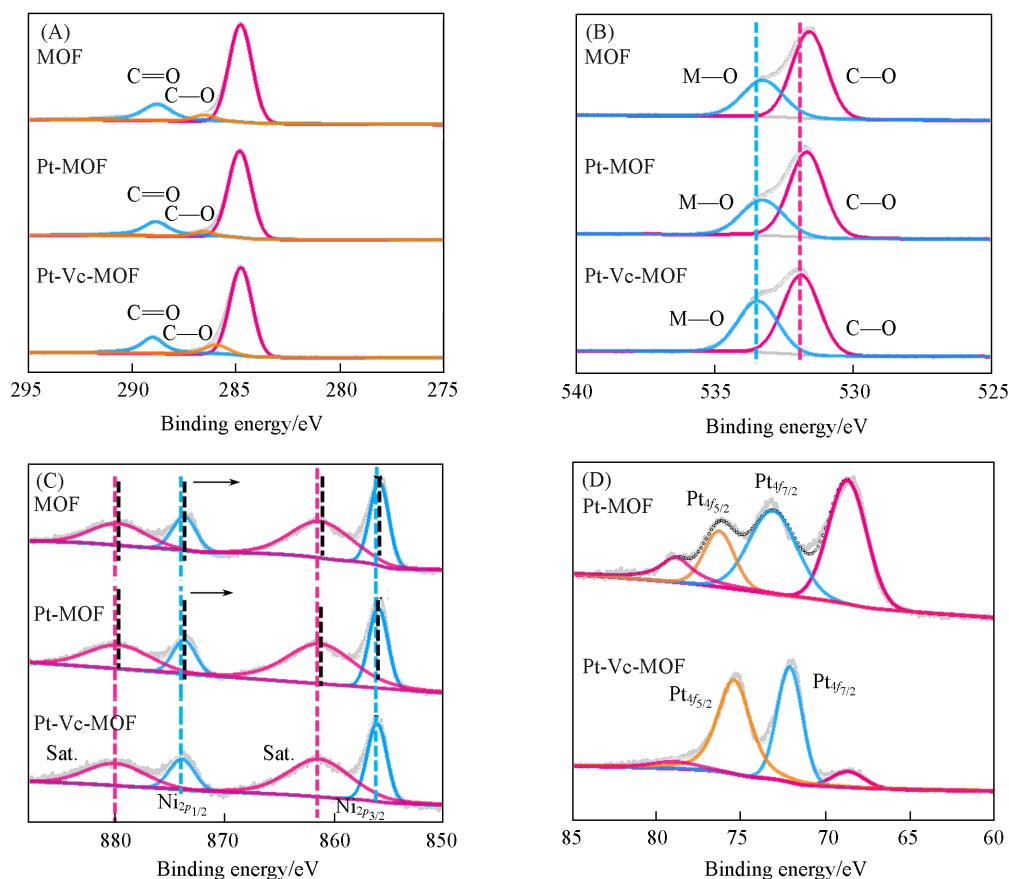 (A)
MOF
C=O
C—O
Pt-MOF
C=O
C—O
Pt-Vc-MOF
C=O
C—O
295 290 285 280 275
Binding energy/eV
(B)
MOF
M—O
C—O
Pt-MOF
M—O
C—O
Pt-Vc-MOF
M—O
C—O
540 535 530 525
Binding energy/eV
(C)
MOF
Pt-MOF
Pt-Vc-MOF
Sat.
Sat.
Ni2p1/2
Ni2p3/2
880 870 860 850
Binding energy/eV
(D)
Pt-MOF
Pt4f5/2
Pt4f7/2
Pt-Vc-MOF
Pt4f5/2
Pt4f7/2
85 80 75 70 65 60
Binding energy/eV